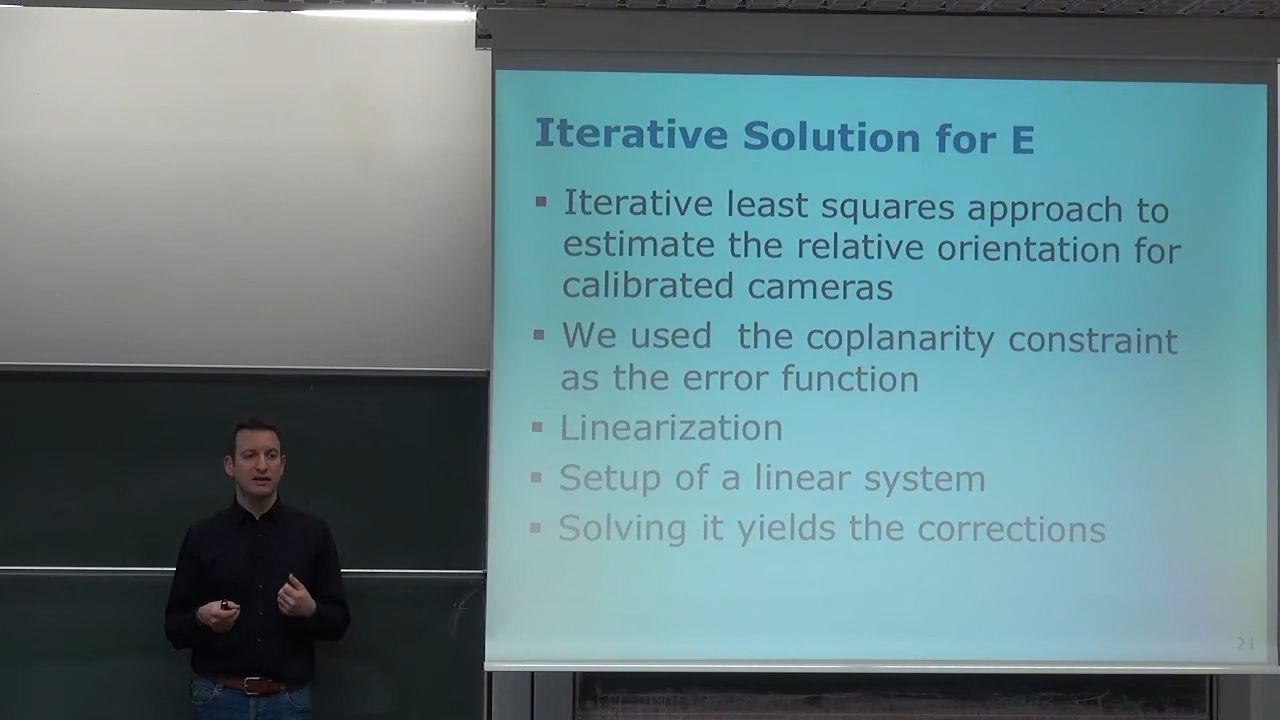 Iterative Solution for E
▪ Iterative least squares approach to
estimate the relative orientation for
calibrated cameras
▪ We used the coplanarity constraint
as the error function
▪ Linearization
▪ Setup of a linear system
▪ Solving it yields the corrections
21